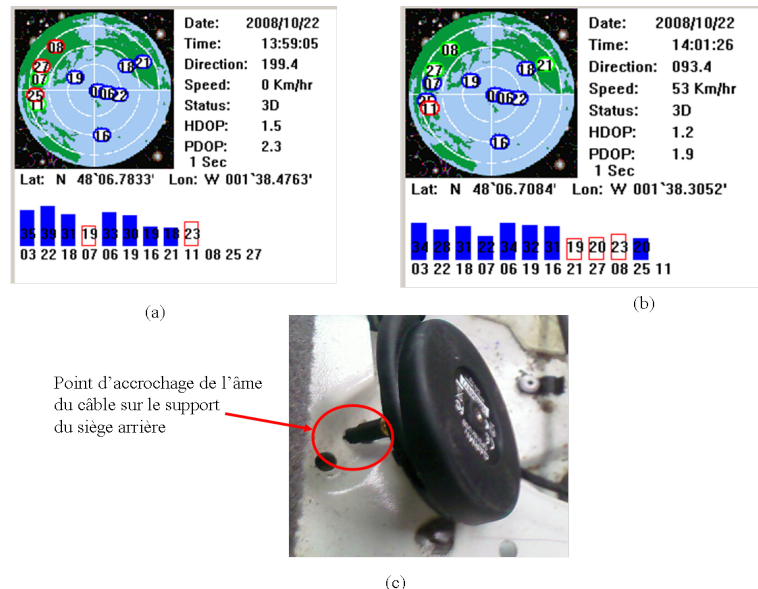 Date: 2008/10/22
Time: 13:59:05
Direction: 199.4
Speed: 0 Km/hr
Status: 3D
HDOP: 1.5
PDOP: 2.3
1 Sec
08
27
07
25
11
19
18
21
06
22
16
Lat: N 48`06.7833' Lon: W 001`38.4763'
35 39 31 19 33 30 19 18 23
03 22 18 07 06 19 16 21 11 08 25 27
(a)
Date: 2008/10/22
Time: 14:01:26
Direction: 093.4
Speed: 53 Km/hr
Status: 3D
HDOP: 1.2
PDOP: 1.9
1 Sec
08
27
07
25
11
19
18
21
06
22
16
Lat: N 48`06.7084' Lon: W 001`38.3052'
34 28 31 22 34 32 31 19 20 23 20
03 22 18 07 06 19 16 21 27 08 25 11
(b)
Point d'accrochage de l'âme
du câble sur le support
du siège arrière
(c)